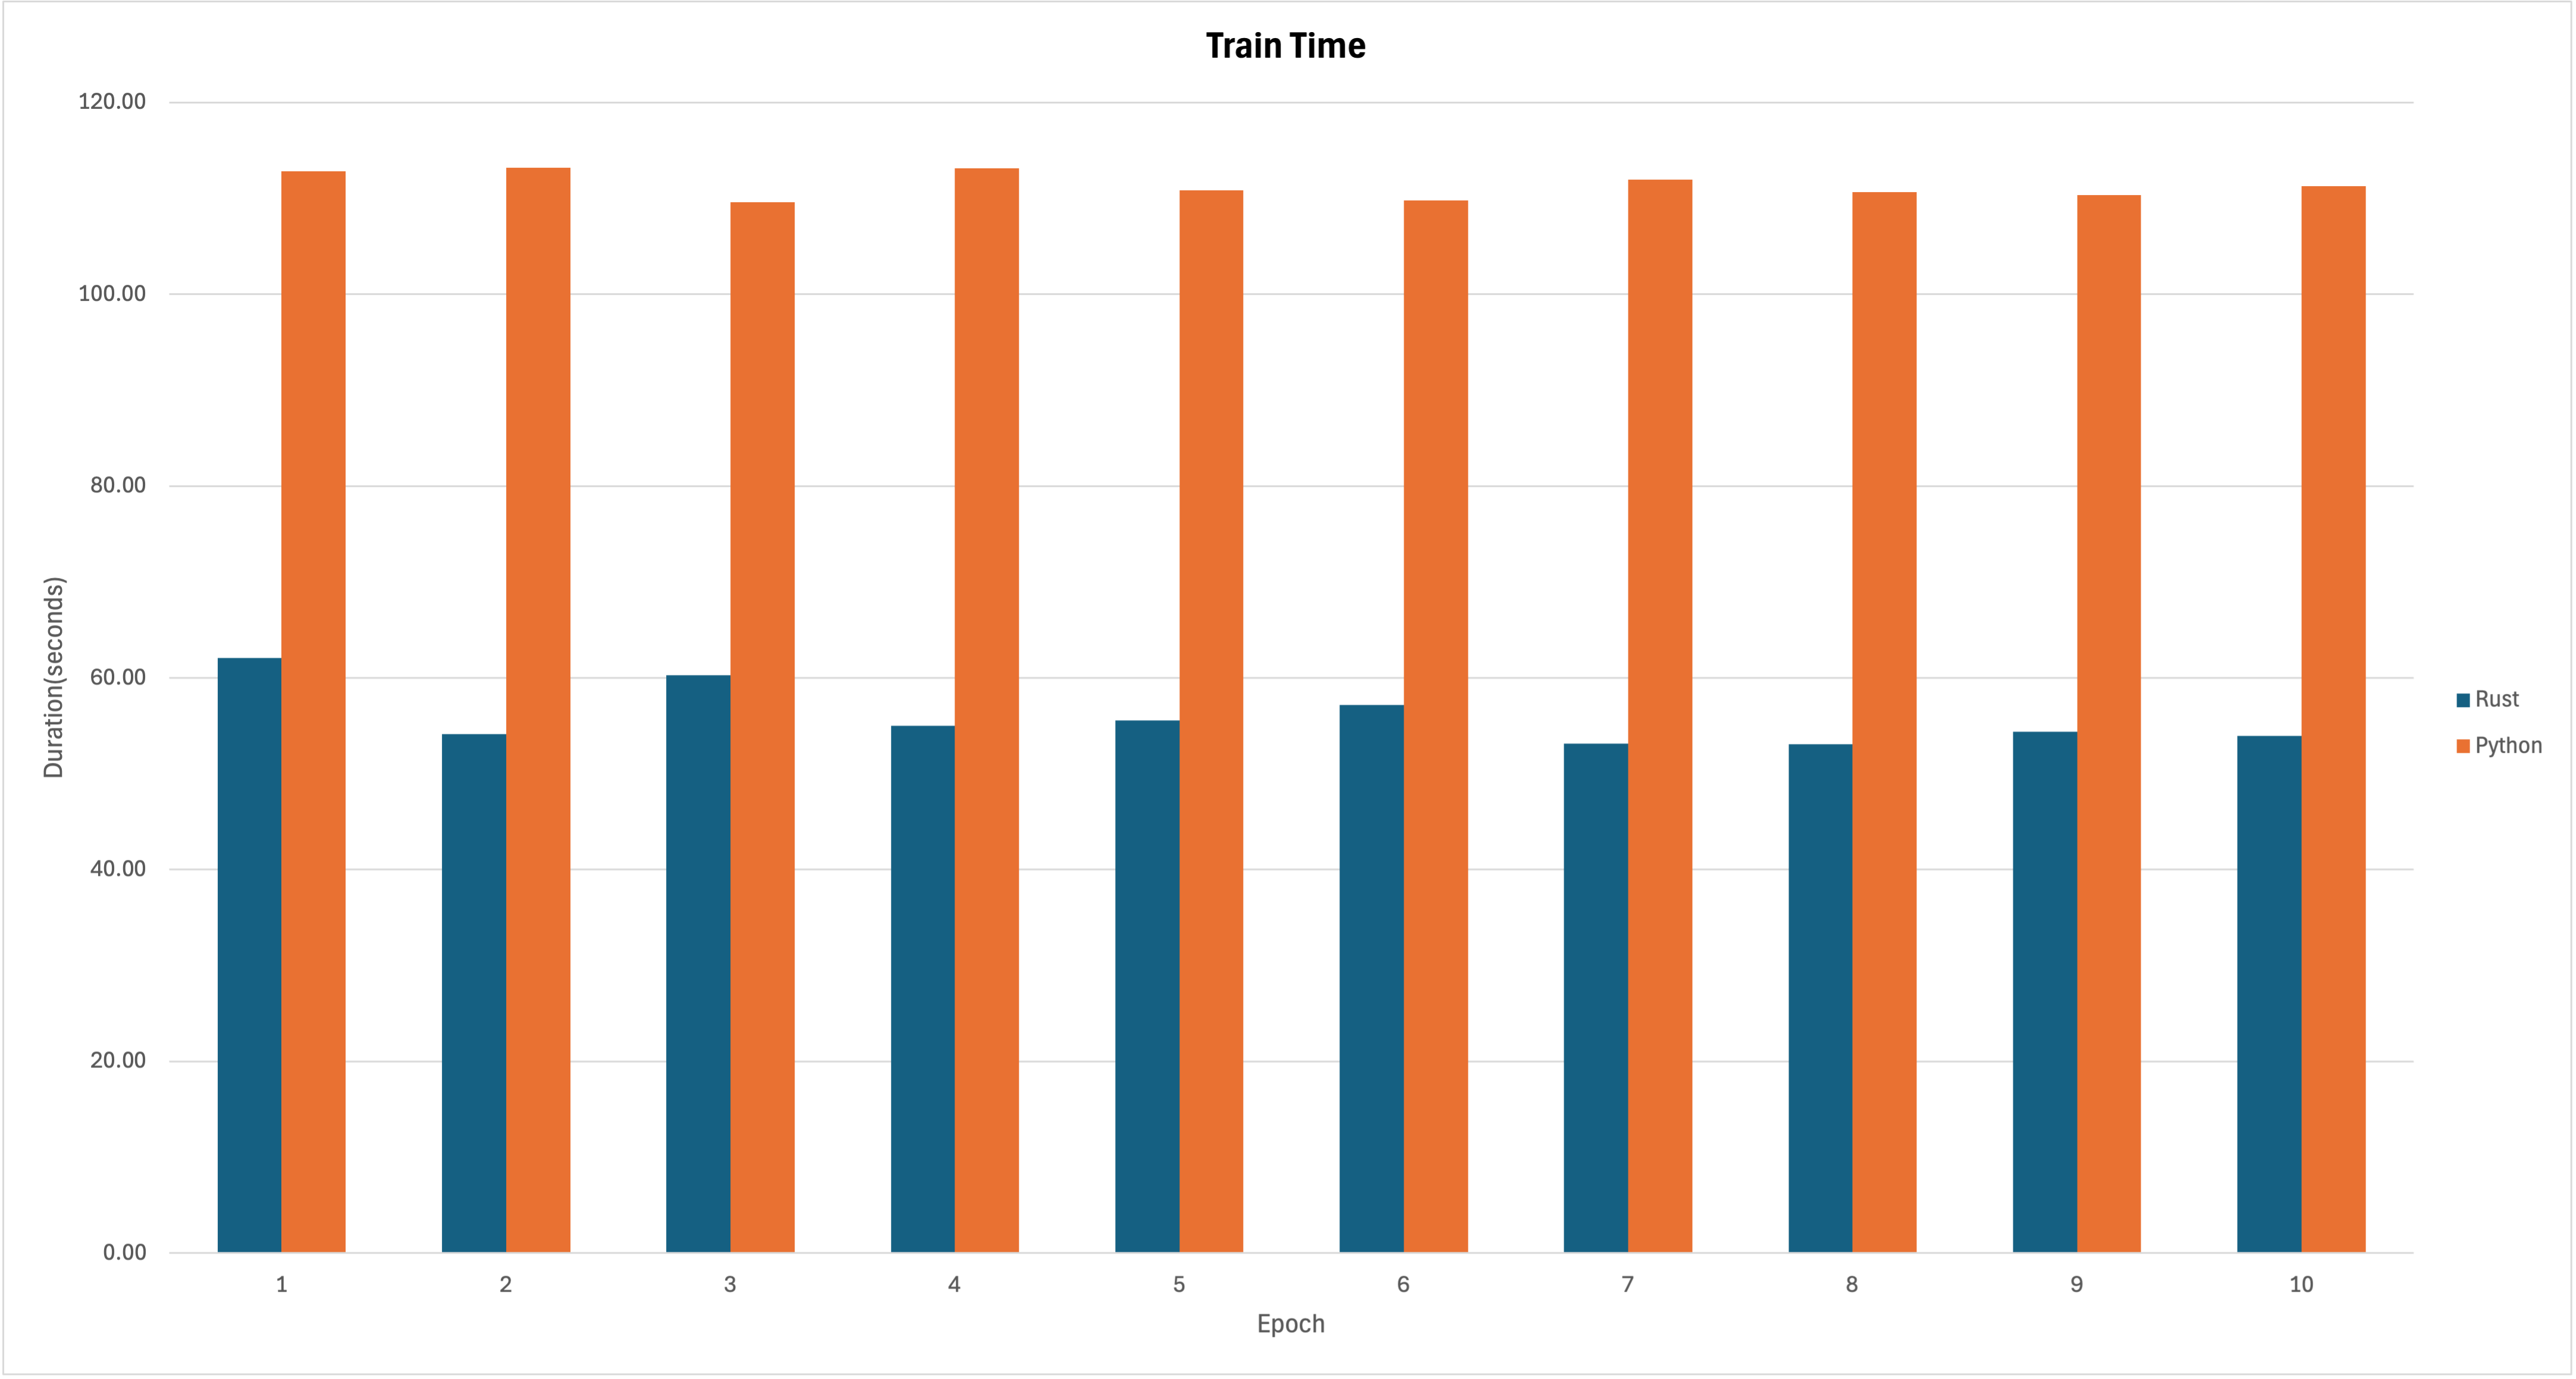 Train Time
120.00
100.00
80.00
60.00
40.00
20.00
0.00
Duration(seconds)
1 2 3 4 5 6 7 8 9 10
Epoch
Rust
Python